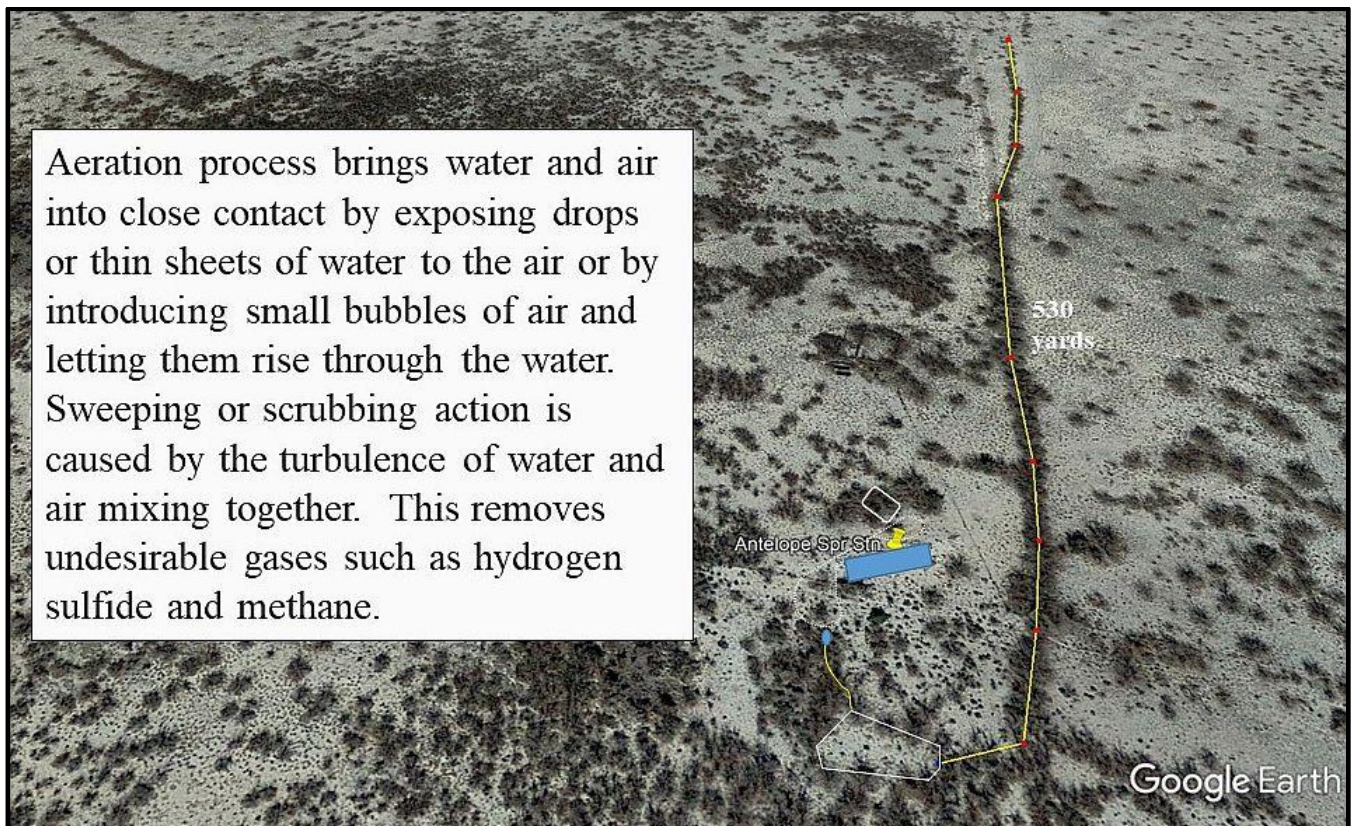 Aeration process brings water and air
into close contact by exposing drops
or thin sheets of water to the air or by
introducing small bubbles of air and
letting them rise through the water.
Sweeping or scrubbing action is
caused by the turbulence of water and
air mixing together. This removes
undesirable gases such as hydrogen
sulfide and methane.
530
yards
Antelope Spr Stn
Google Earth